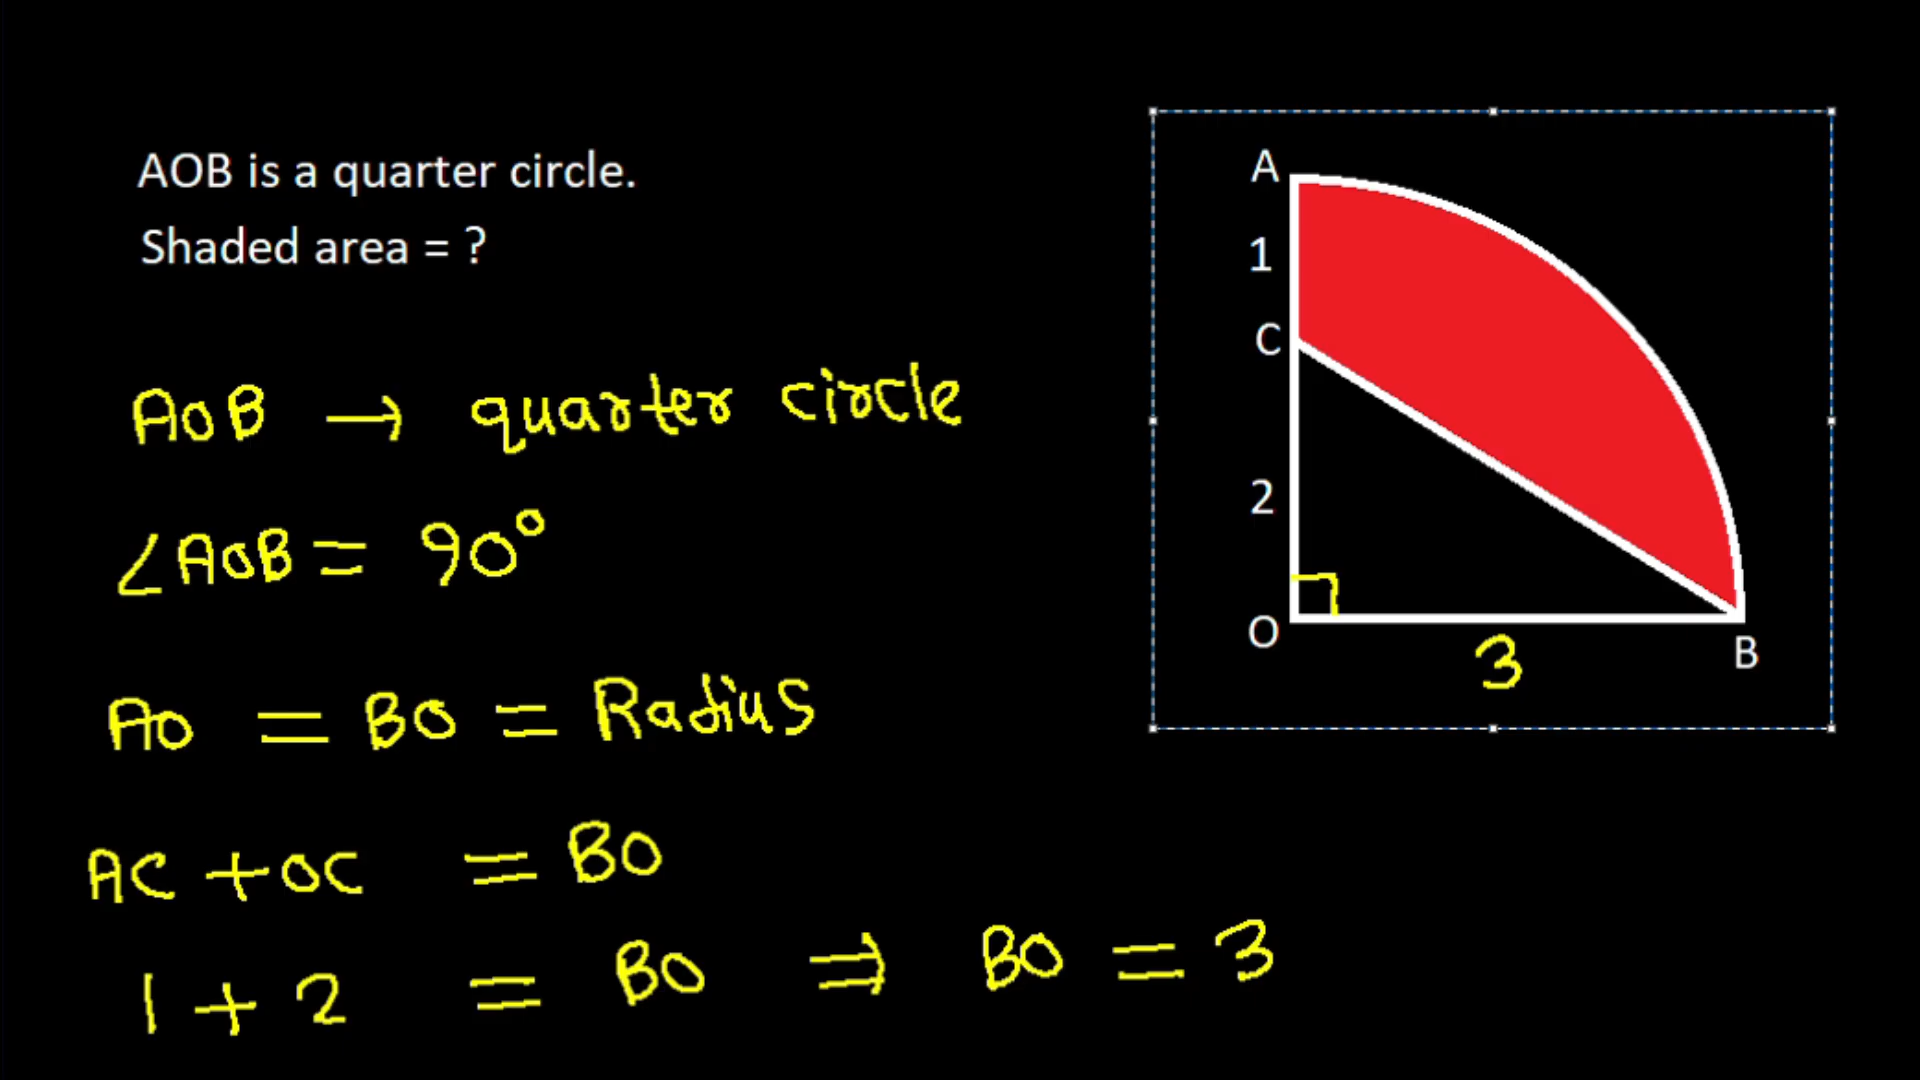 AOB is a quarter circle.
Shaded area = ?
AOB → quarter circle
∠AOB = 90°
AO = BO = Radius
AC + OC = BO
1 + 2 = BO ⇒ BO = 3
A
1
C
2
O
3
B